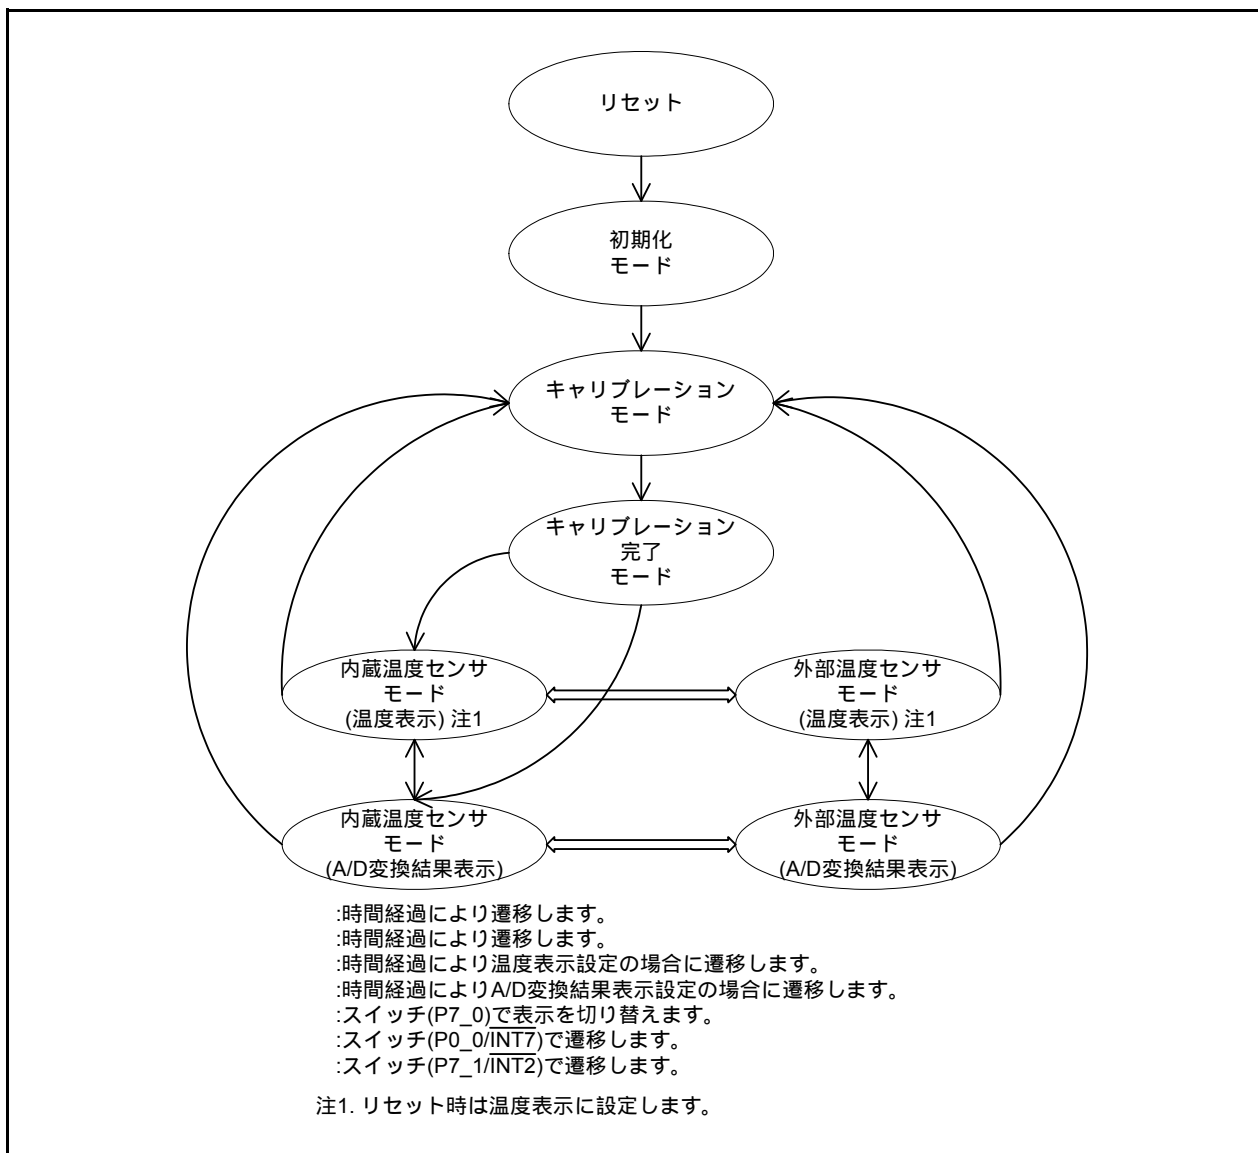 リセット
初期化
モード
キャリブレーション
モード
キャリブレーション
完了
モード
内蔵温度センサ
モード
(温度表示) 注1
外部温度センサ
モード
(温度表示) 注1
内蔵温度センサ
モード
(A/D変換結果表示)
外部温度センサ
モード
(A/D変換結果表示)
:時間経過により遷移します。
:時間経過により遷移します。
:時間経過により温度表示設定の場合に遷移します。
:時間経過によりA/D変換結果表示設定の場合に遷移します。
:スイッチ(P7_0)で表示を切り替えます。
:スイッチ(P0_0/INT7)で遷移します。
:スイッチ(P7_1/INT2)で遷移します。
注1. リセット時は温度表示に設定します。